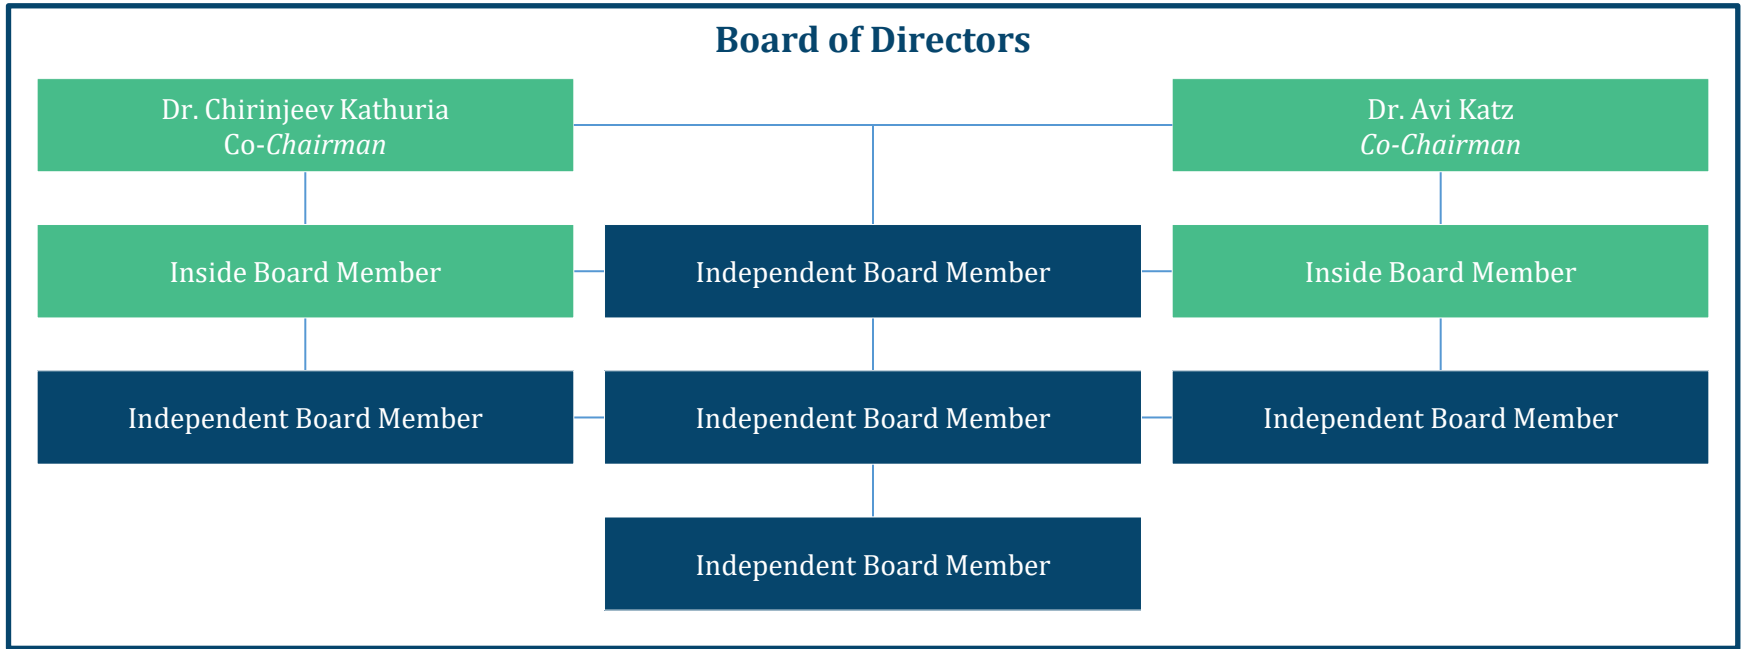 Board of Directors
Dr. Chirinjeev Kathuria
Co-Chairman
Dr. Avi Katz
Co-Chairman
Inside Board Member
Independent Board Member
Inside Board Member
Independent Board Member
Independent Board Member
Independent Board Member
Independent Board Member